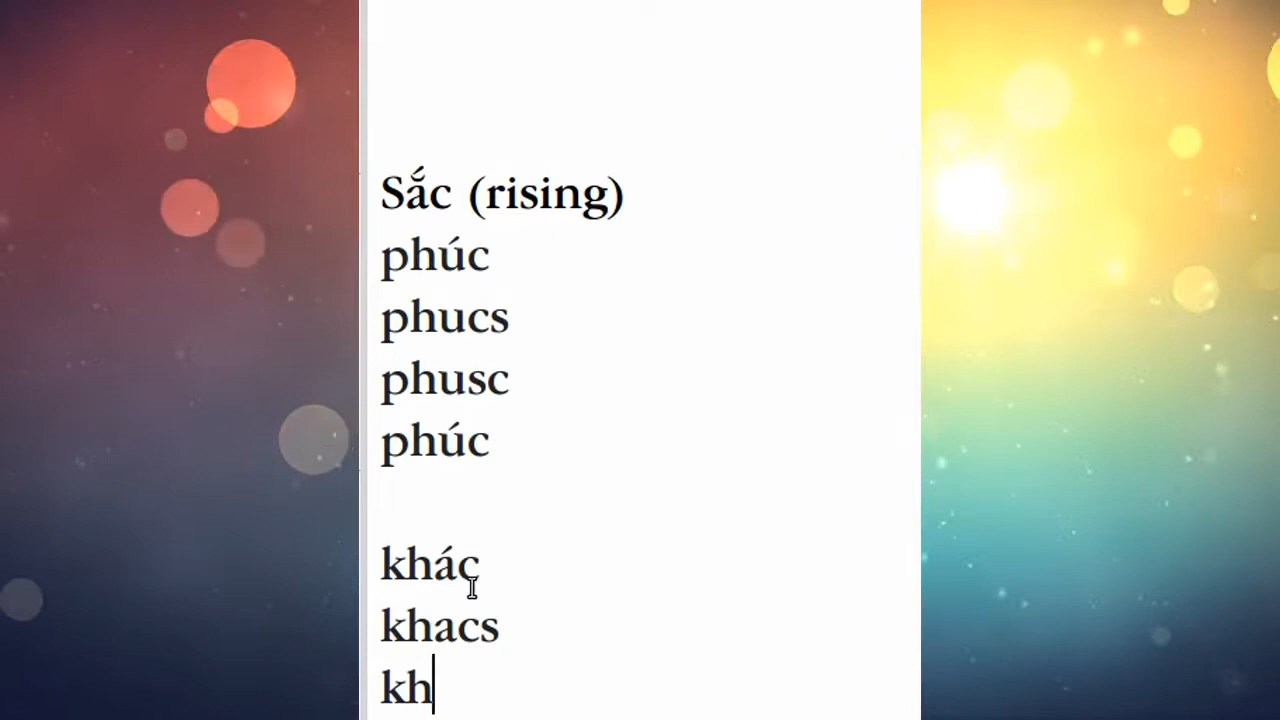 Sắc (rising)
phúc
phucs
phusc
phúc
khác
khacs
kh